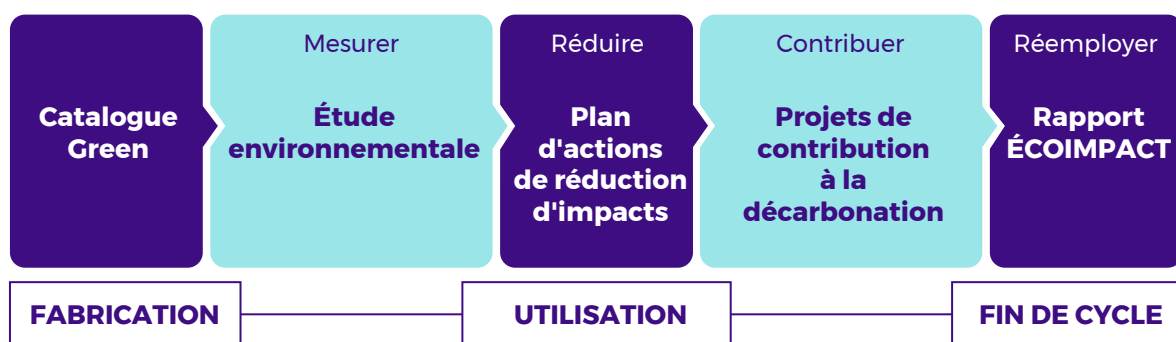 Catalogue
Green
Mesurer
Étude
environnementale
Réduire
Plan
d'actions
de réduction
d'impacts
Contribuer
Projets de
contribution
à la
décarbonation
Réemployer
Rapport
ÉCOIMPACT
FABRICATION
UTILISATION
FIN DE CYCLE